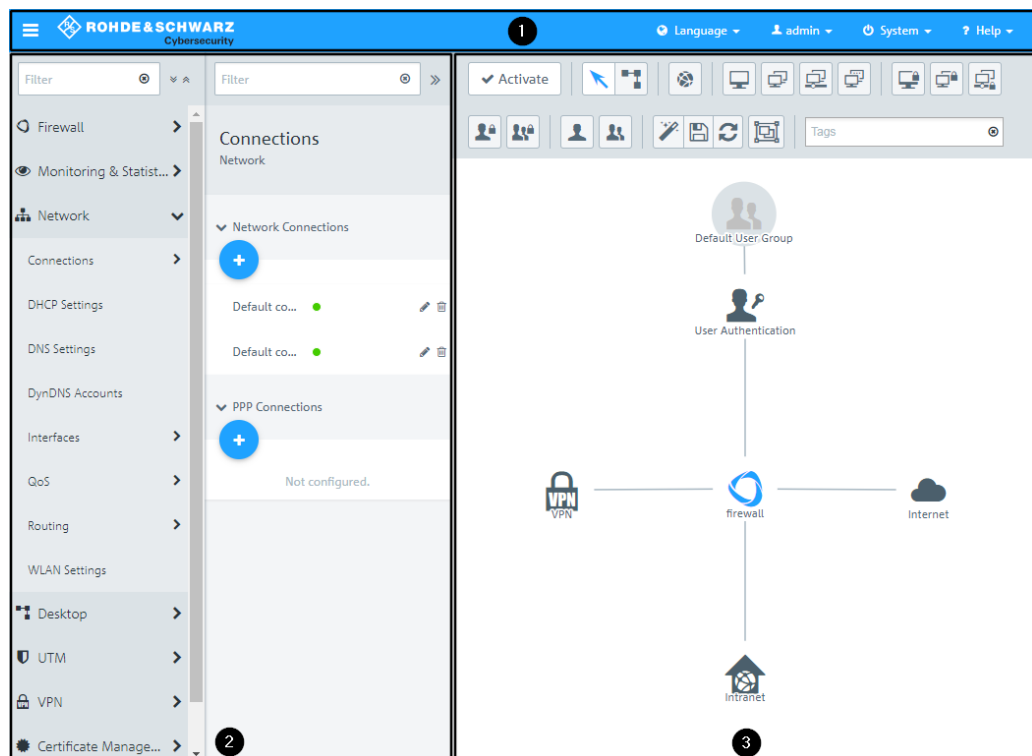 ROHDE & SCHWARZ
Cybersecurity
1
Language
admin
System
? Help
Filter
Firewall
Monitoring & Statist...
Network
Connections
DHCP Settings
DNS Settings
DynDNS Accounts
Interfaces
QoS
Routing
WLAN Settings
Desktop
UTM
VPN
Certificate Manage...
Filter
Connections
Network
Network Connections
+
Default co...
Default co...
PPP Connections
+
Not configured.
2
Activate
Tags
Default User Group
User Authentication
VPN
VPN
firewall
Internet
Intranet
3